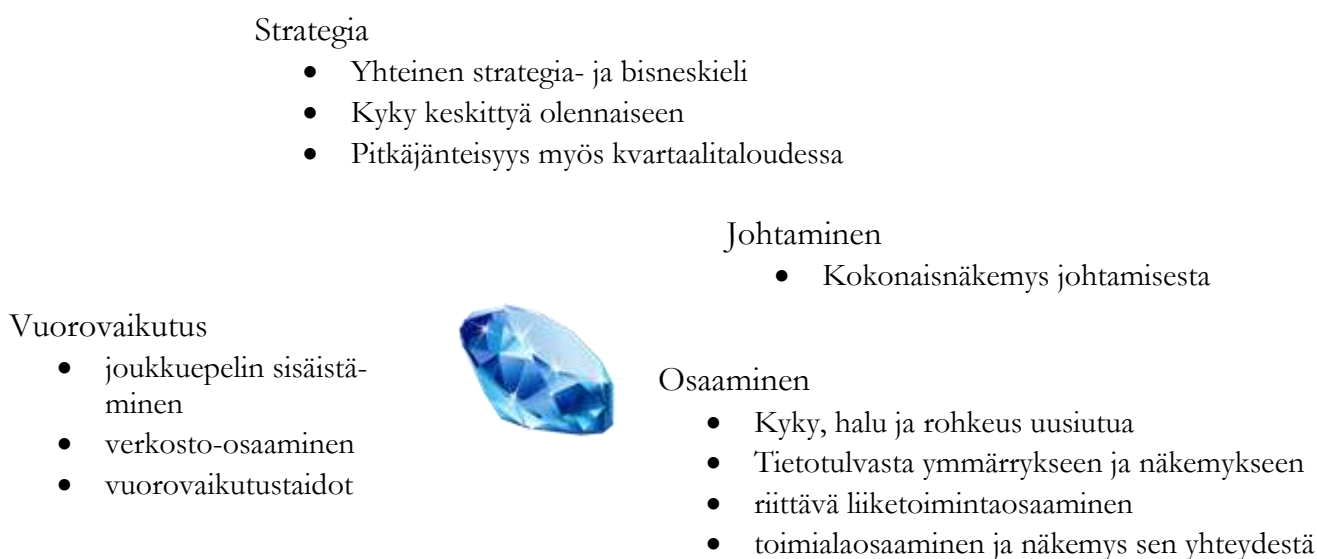 Strategia
• Yhteinen strategia- ja bisneskieli
• Kyky keskittyä olennaiseen
• Pitkäjänteisyys myös kvartaalitaloudessa
Johtaminen
• Kokonaisnäkemys johtamisesta
Vuorovaikutus
• joukkuepelin sisäistä-
minen
• verkosto-osaaminen
• vuorovaikutustaidot
Osaaminen
• Kyky, halu ja rohkeus uusiutua
• Tietotulvasta ymmärrykseen ja näkemykseen
• riittävä liiketoimintaosaaminen
• toimialaosaaminen ja näkemys sen yhteydestä